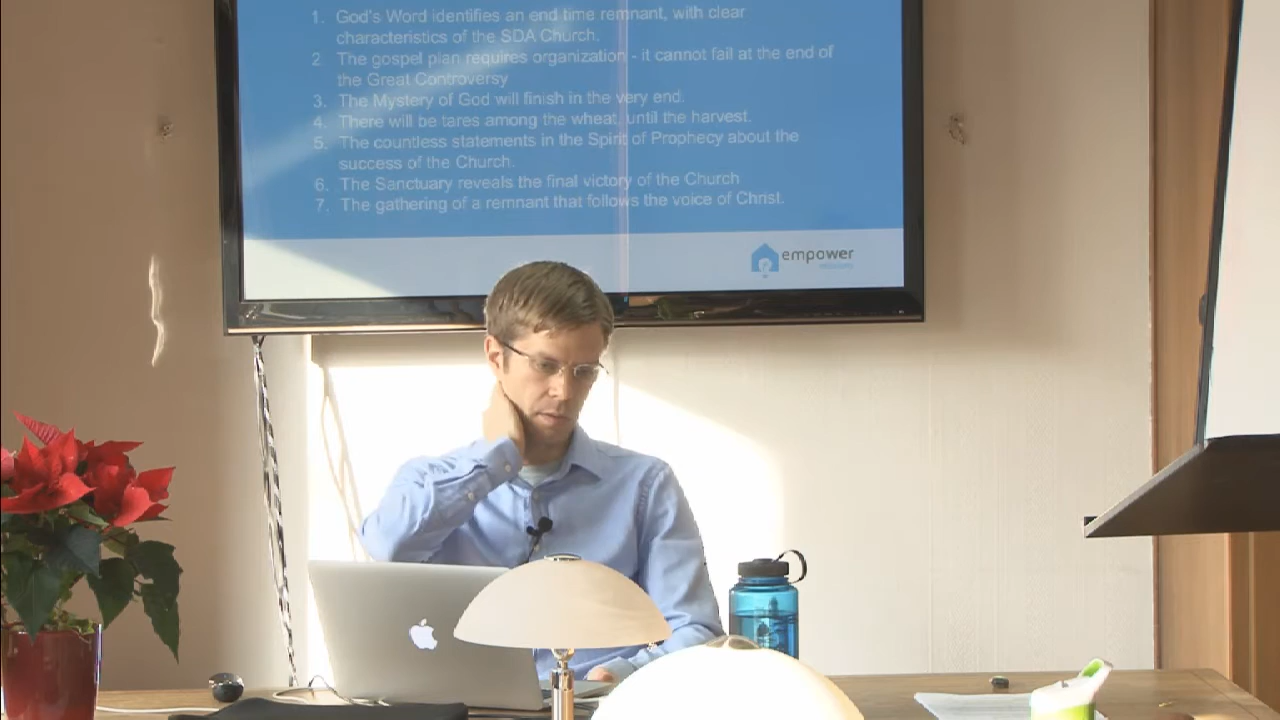 1. God's Word identifies an end time remnant, with clear
characteristics of the SDA Church.
2. The gospel plan requires organization - it cannot fail at the end of
the Great Controversy
3. The Mystery of God will finish in the very end.
4. There will be tares among the wheat, until the harvest.
5. The countless statements in the Spirit of Prophecy about the
success of the Church.
6. The Sanctuary reveals the final victory of the Church
7. The gathering of a remnant that follows the voice of Christ.
empower